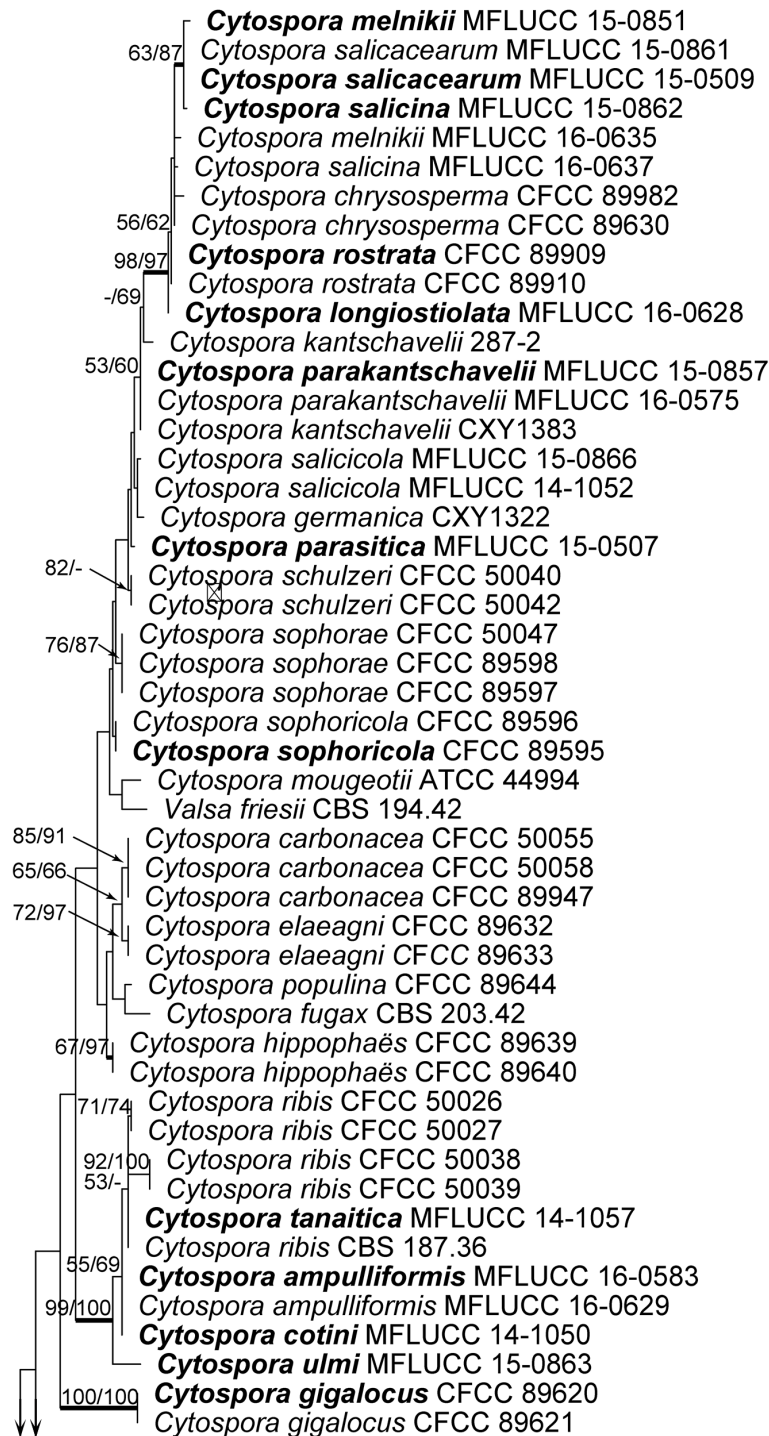 Cytospora melnikii MFLUCC 15-0851
63/87
Cytospora salicacearum MFLUCC 15-0861
Cytospora salicacearum MFLUCC 15-0509
Cytospora salicina MFLUCC 15-0862
Cytospora melnikii MFLUCC 16-0635
Cytospora salicina MFLUCC 16-0637
Cytospora chrysosperma CFCC 89982
56/62
Cytospora chrysosperma CFCC 89630
Cytospora rostrata CFCC 89909
98/97
Cytospora rostrata CFCC 89910
-/69
Cytospora longiostiolata MFLUCC 16-0628
Cytospora kantschavelii 287-2
53/60
Cytospora parakantschavelii MFLUCC 15-0857
Cytospora parakantschavelii MFLUCC 16-0575
Cytospora kantschavelii CXY1383
Cytospora salicicola MFLUCC 15-0866
Cytospora salicicola MFLUCC 14-1052
Cytospora germanica CXY1322
Cytospora parasitica MFLUCC 15-0507
82/-
Cytospora schulzeri CFCC 50040
Cytospora schulzeri CFCC 50042
Cytospora sophorae CFCC 50047
76/87
Cytospora sophorae CFCC 89598
Cytospora sophorae CFCC 89597
Cytospora sophoricola CFCC 89596
Cytospora sophoricola CFCC 89595
Cytospora mougeotii ATCC 44994
Valsa friesii CBS 194.42
85/91
Cytospora carbonacea CFCC 50055
65/66
Cytospora carbonacea CFCC 50058
Cytospora carbonacea CFCC 89947
72/97
Cytospora elaeagni CFCC 89632
Cytospora elaeagni CFCC 89633
Cytospora populina CFCC 89644
Cytospora fugax CBS 203.42
67/97
Cytospora hippophaës CFCC 89639
Cytospora hippophaës CFCC 89640
71/74
Cytospora ribis CFCC 50026
Cytospora ribis CFCC 50027
92/100
Cytospora ribis CFCC 50038
53/-
Cytospora ribis CFCC 50039
Cytospora tanaitica MFLUCC 14-1057
Cytospora ribis CBS 187.36
55/69
Cytospora ampulliformis MFLUCC 16-0583
99/100
Cytospora ampulliformis MFLUCC 16-0629
Cytospora cotini MFLUCC 14-1050
Cytospora ulmi MFLUCC 15-0863
100/100
Cytospora gigalocus CFCC 89620
Cytospora gigalocus CFCC 89621